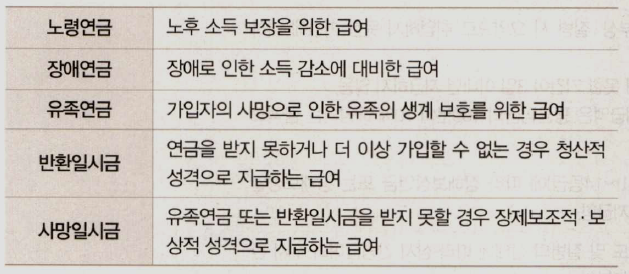 노령연금 노후 소득 보장을 위한 급여
장애연금 장애로 인한 소득 감소에 대비한 급여
유족연금 가입자의 사망으로 인한 유족의 생계 보호를 위한 급여
반환일시금 연금을 받지 못하거나 더 이상 가입할 수 없는 경우 청산적
성격으로 지급하는 급여
사망일시금 유족연금 또는 반환일시금을 받지 못할 경우 장제보조적·보
상적 성격으로 지급하는 급여